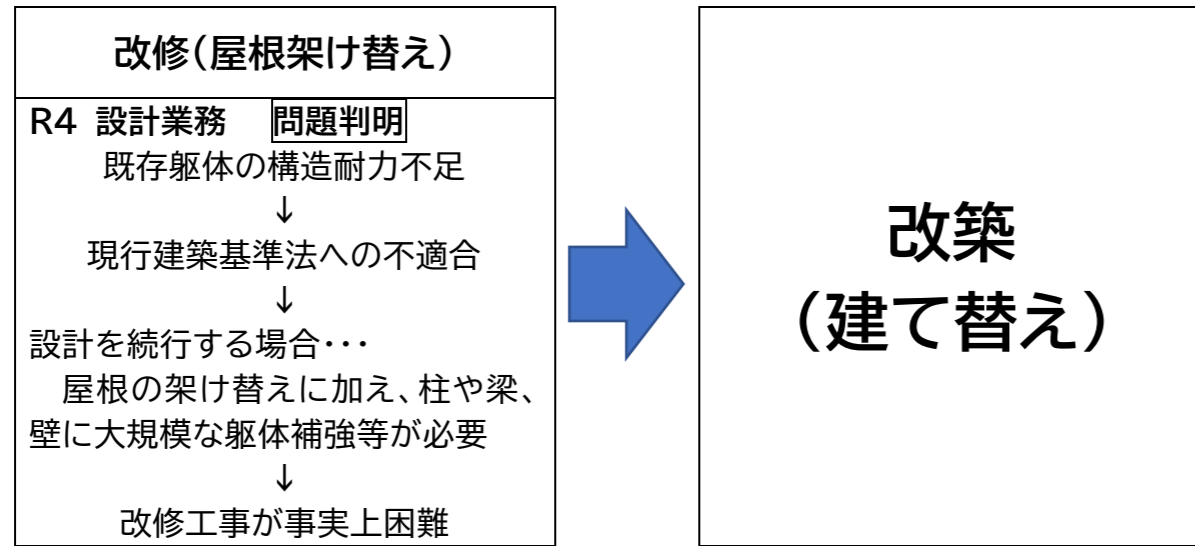 改修(屋根架け替え)
R4 設計業務 問題判明
既存躯体の構造耐力不足
↓
現行建築基準法への不適合
↓
設計を続行する場合・・・
屋根の架け替えに加え、柱や梁、
壁に大規模な躯体補強等が必要
↓
改修工事が事実上困難
改築
(建て替え)